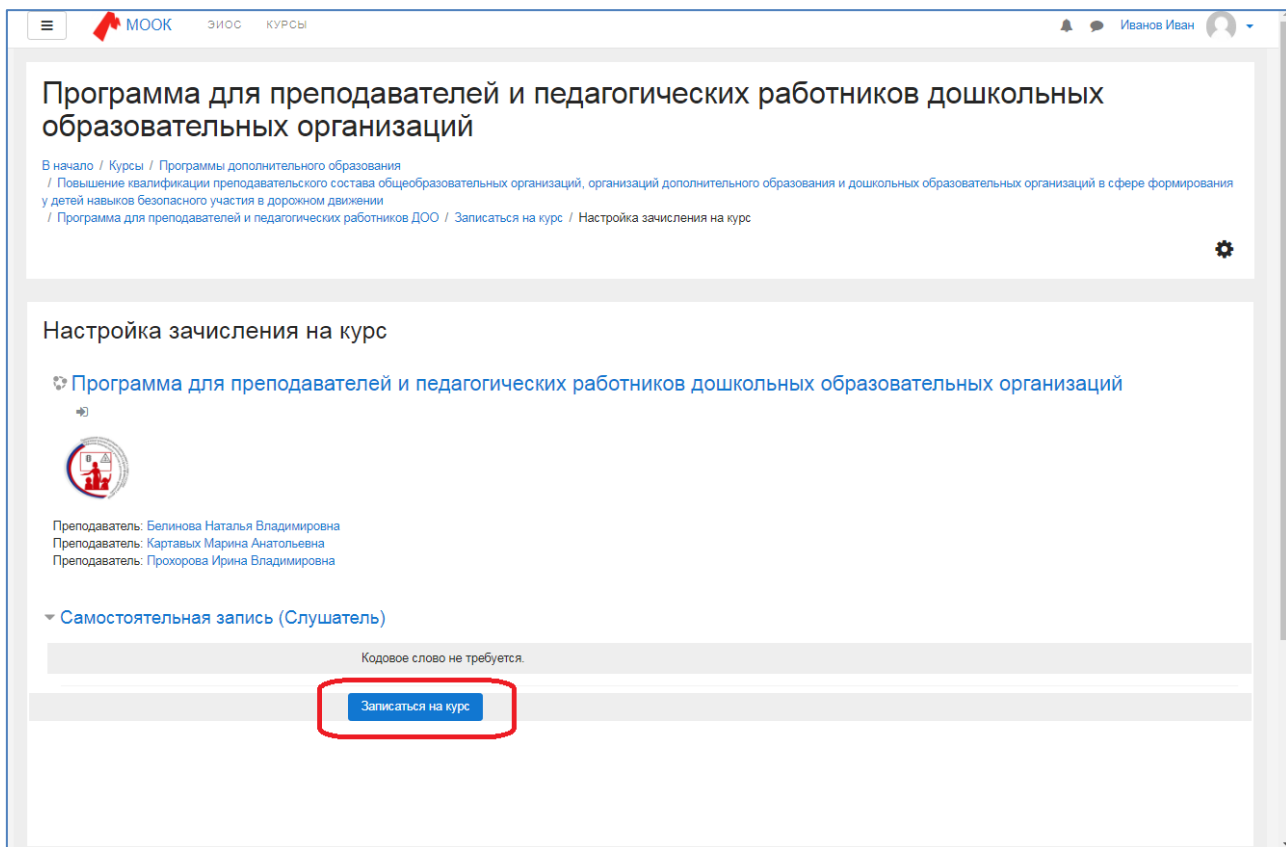 МООК ЭИОС КУРСЫ Иванов Иван
Программа для преподавателей и педагогических работников дошкольных
образовательных организаций
В начало / Курсы / Программы дополнительного образования
/ Повышение квалификации преподавательского состава общеобразовательных организаций, организаций дополнительного образования и дошкольных образовательных организаций в сфере формирования
у детей навыков безопасного участия в дорожном движении
/ Программа для преподавателей и педагогических работников ДОО / Записаться на курс / Настройка зачисления на курс
Настройка зачисления на курс
Программа для преподавателей и педагогических работников дошкольных образовательных организаций
Преподаватель: Белинова Наталья Владимировна
Преподаватель: Картавых Марина Анатольевна
Преподаватель: Прохорова Ирина Владимировна
Самостоятельная запись (Слушатель)
Кодовое слово не требуется.
Записаться на курс